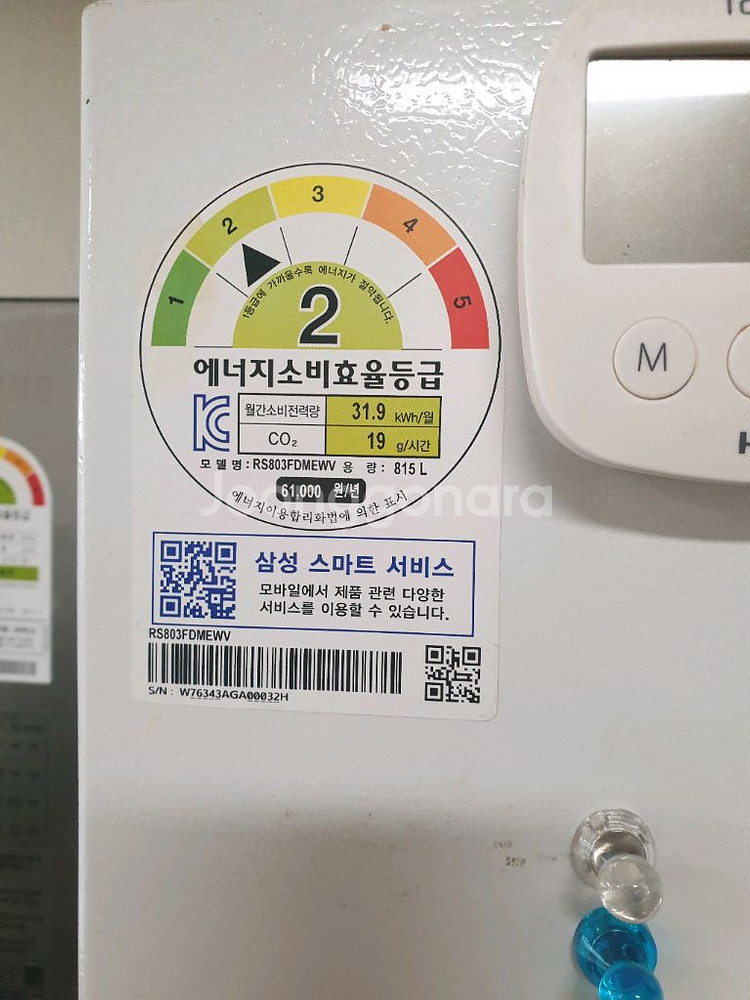 To
1
2
3
4
5
1등급에 가까울수록 에너지가 절약됩니다.
2
에너지소비효율등급
월간소비전력량 31.9 kWh/월
CO₂ 19 g/시간
모델명 : RS803FDMEWV 용 량 : 815 L
61,000 원/년
에너지이용합리화법에 의한 표시
Joonggonara
삼성 스마트 서비스
모바일에서 제품 관련 다양한
서비스를 이용할 수 있습니다.
RS803FDMEWV
S/N : W76343AGA00032H
M
H